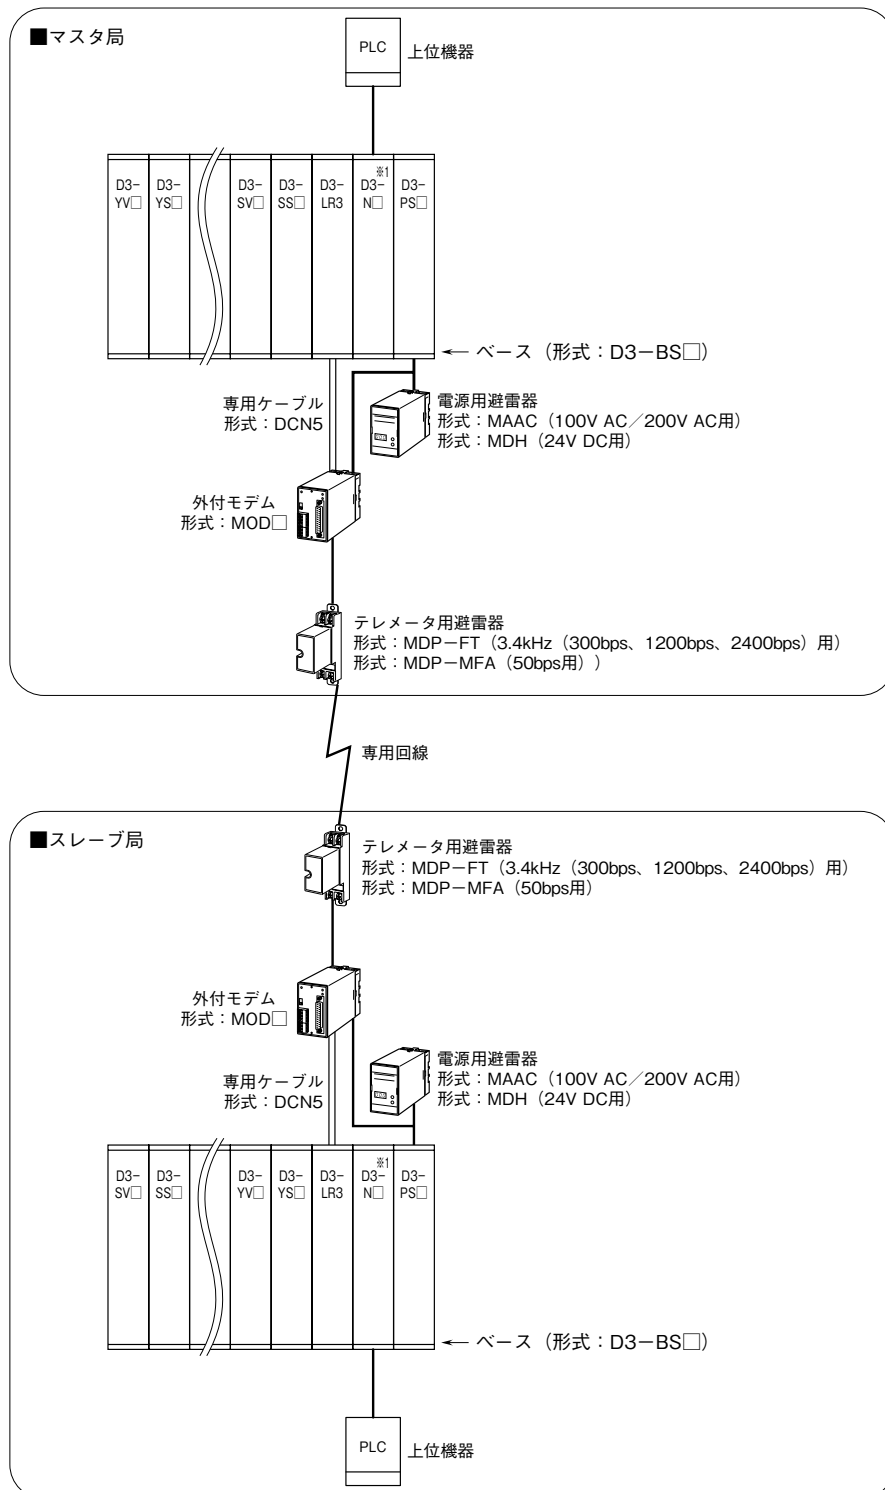 ■マスタ局
PLC
上位機器
D3-
YV□
D3-
YS□
D3-
SV□
D3-
SS□
D3-
LR3
※1
D3-
N□
D3-
PS□
← ベース（形式：D3-BS□）
専用ケーブル
形式：DCN5
電源用避雷器
形式：MAAC（100V AC／200V AC用）
形式：MDH（24V DC用）
外付モデム
形式：MOD□
テレメータ用避雷器
形式：MDP-FT（3.4kHz（300bps、1200bps、2400bps）用）
形式：MDP-MFA（50bps用））
専用回線
■スレーブ局
テレメータ用避雷器
形式：MDP-FT（3.4kHz（300bps、1200bps、2400bps）用）
形式：MDP-MFA（50bps用）
外付モデム
形式：MOD□
電源用避雷器
形式：MAAC（100V AC／200V AC用）
形式：MDH（24V DC用）
専用ケーブル
形式：DCN5
D3-
SV□
D3-
SS□
D3-
YV□
D3-
YS□
D3-
LR3
※1
D3-
N□
D3-
PS□
← ベース（形式：D3-BS□）
PLC
上位機器